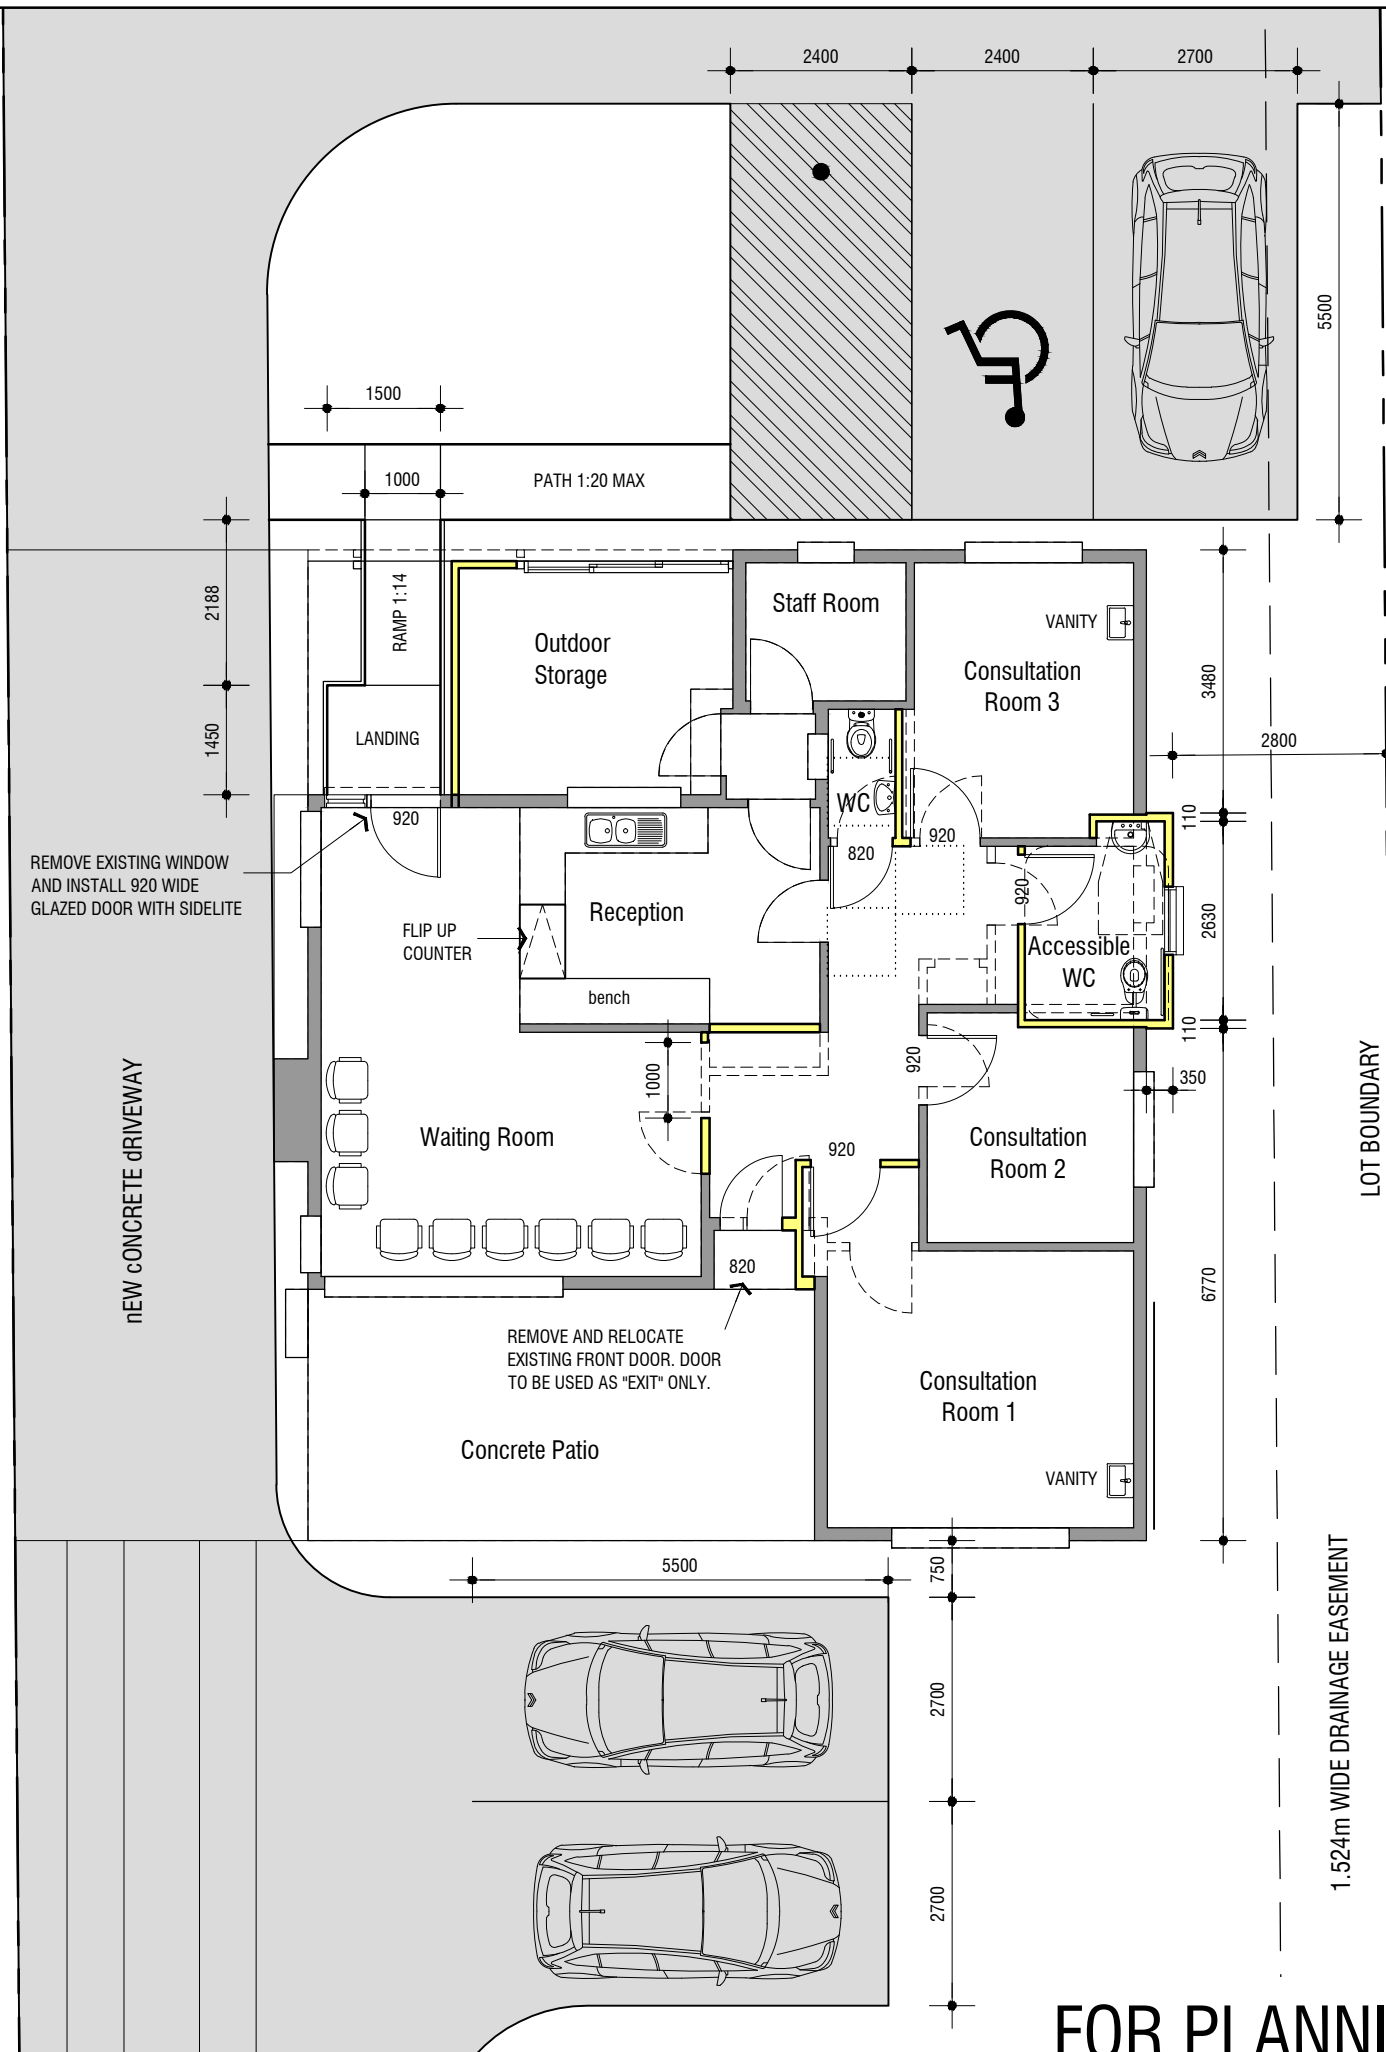 2400
2400
2700
5500
1500
1000
PATH 1:20 MAX
2188
RAMP 1:14
Staff Room
VANITY
Outdoor
Storage
Consultation
Room 3
3480
1450
LANDING
2800
WC
920
920
110
REMOVE EXISTING WINDOW
AND INSTALL 920 WIDE
GLAZED DOOR WITH SIDELITE
820
920
Reception
FLIP UP
COUNTER
2630
Accessible
WC
bench
110
920
1000
350
nEW cONCRETE dRIVEWAY
LOT BOUNDARY
Waiting Room
Consultation
Room 2
920
820
6770
REMOVE AND RELOCATE
EXISTING FRONT DOOR. DOOR
TO BE USED AS "EXIT" ONLY.
Consultation
Room 1
Concrete Patio
VANITY
5500
750
1.524m WIDE DRAINAGE EASEMENT
2700
2700
FOR PLANNI